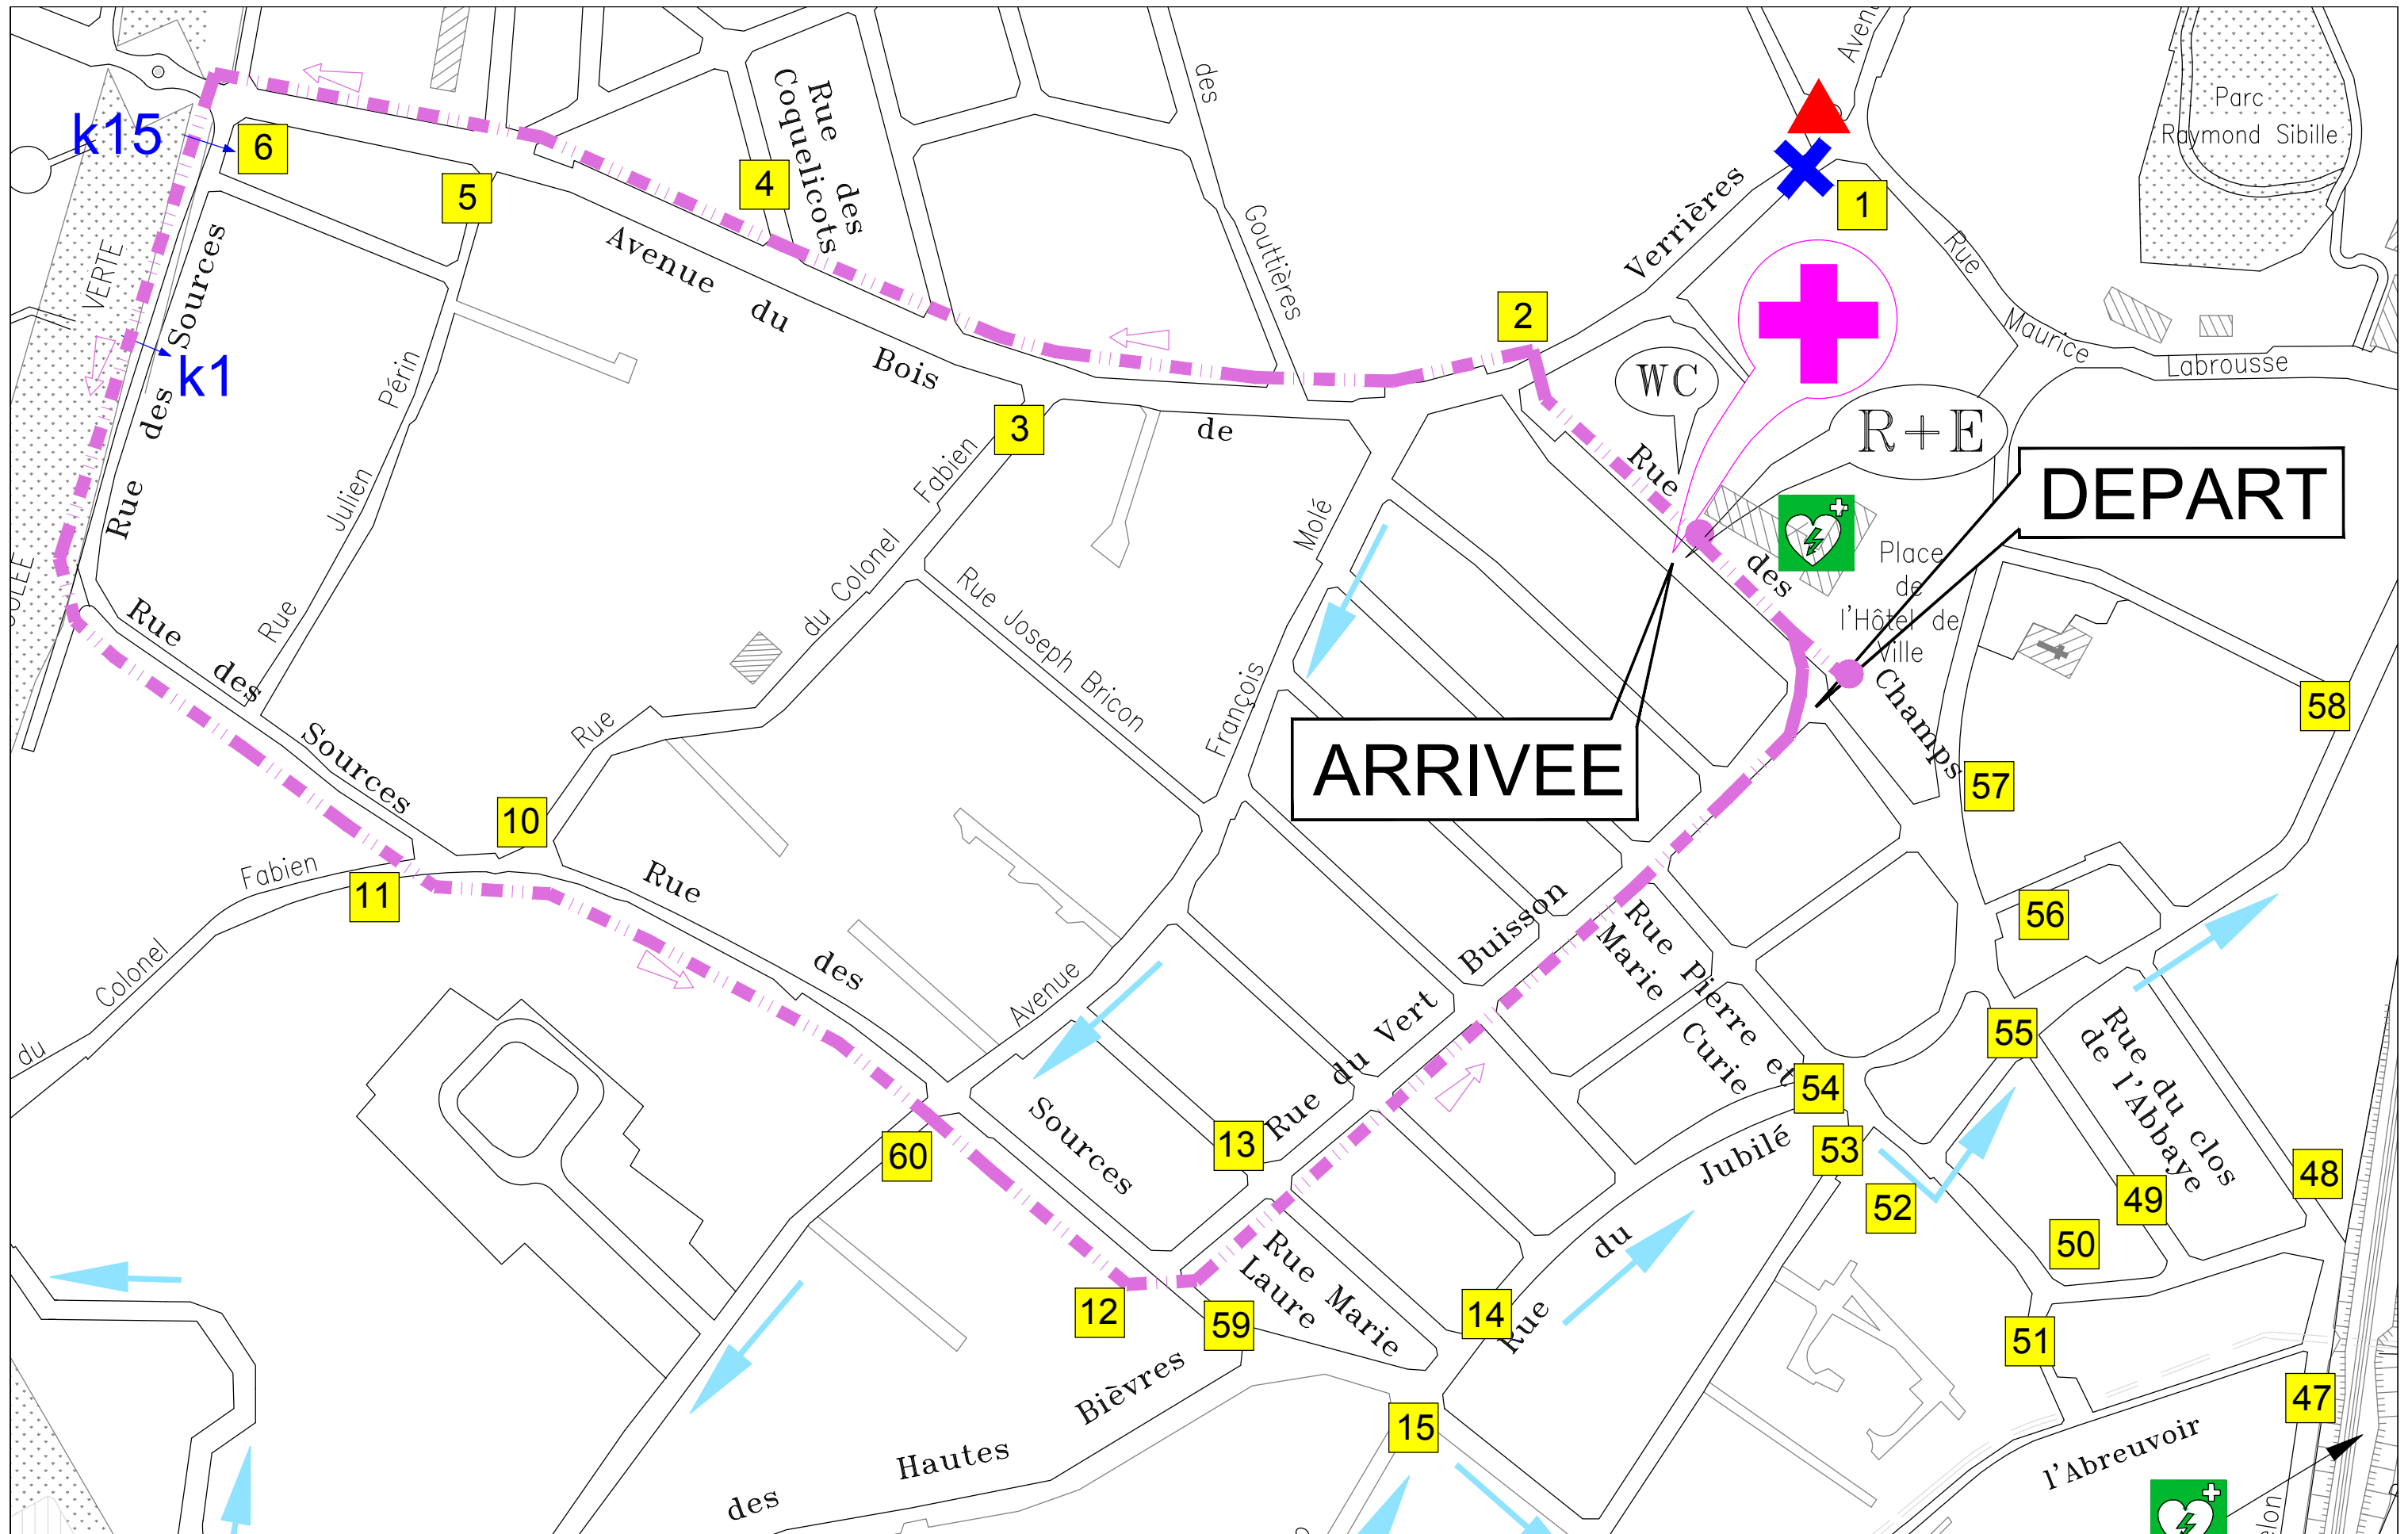 Avenu
des
Parc
Raymond Sibille
Rue des
Coquelicots
k15
6
5
4
1
Verrières
Rue
Maurice
Labrousse
Gouttières
VERTE
Rue des Sources
k1
Avenue du Bois de
2
WC
R+E
DEPART
3
Rue Julien Périn
Rue du Colonel Fabien
Rue Joseph Bricon
Avenue François Molé
Rue des Champs
Place
de
l'Hôtel de
Ville
ARRIVEE
Rue des Sources
58
57
56
55
10
11
du Colonel Fabien
Rue des Sources
Rue du Vert Buisson
Rue Pierre et
Marie Curie
Rue du clos
de l'Abbaye
54
53
52
13
60
12
59
14
15
Rue Marie
Laure
Rue du Jubilé
48
49
50
51
47
des Hautes Bièvres
l'Abreuvoir